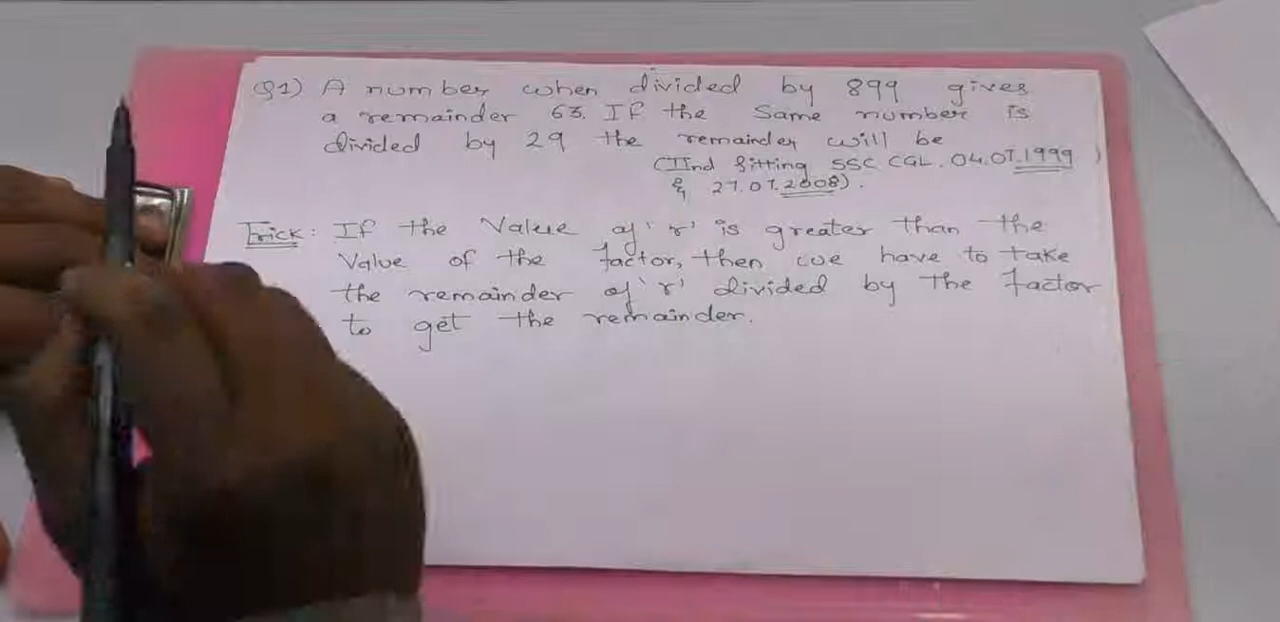 Q1) A number when divided by 899 gives
a remainder 63. If the same number is
divided by 29 the remainder will be
(IInd Sitting SSC CGL. 04.07.1999)
& 27.07.2008).
Trick: If the Value of 'r' is greater than the
Value of the factor, then we have to take
the remainder of 'r' divided by the factor
to get the remainder.